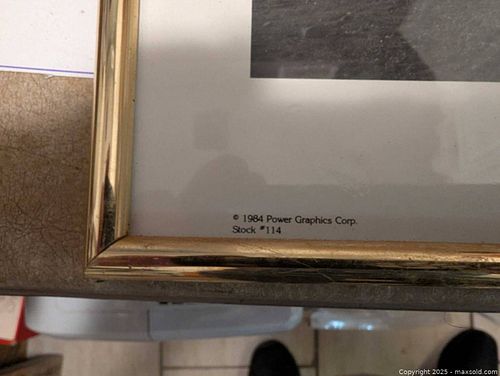 © 1984 Power Graphics Corp.
Stock #114
Copyright 2025 - maxsold.com